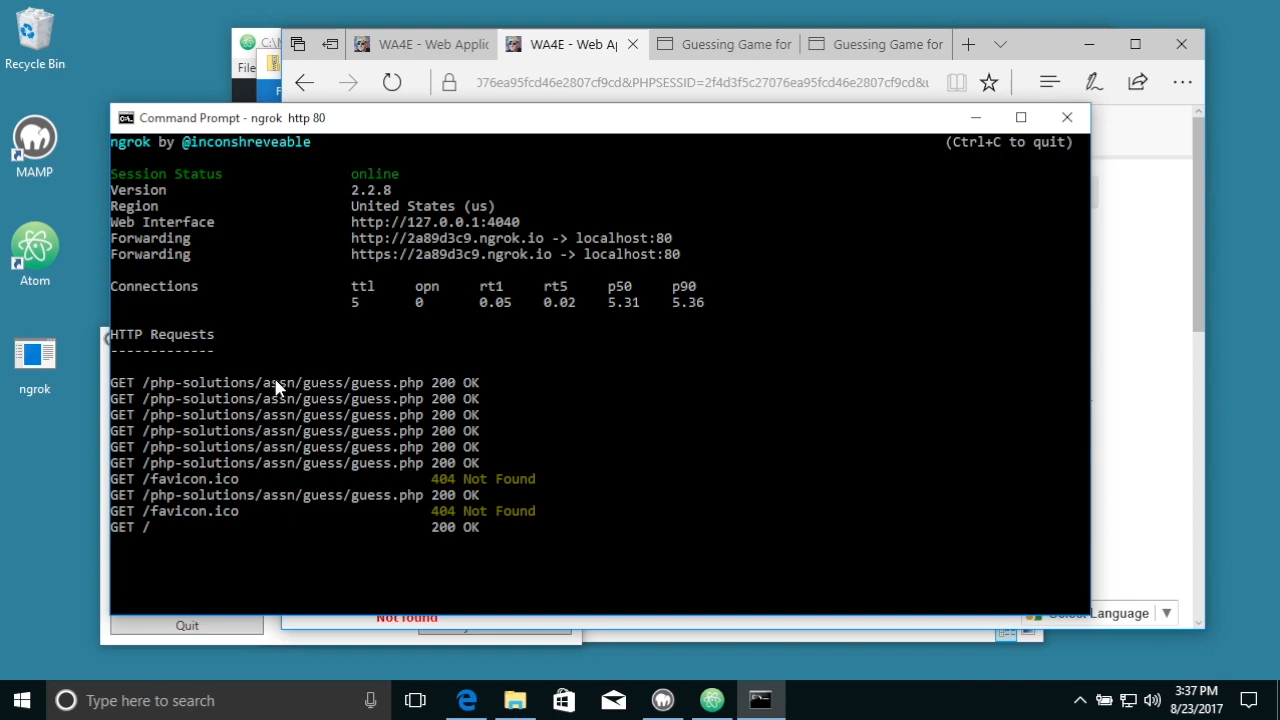 Recycle Bin
MAMP
Atom
ngrok
File
WA4E - Web Applic
WA4E - Web Ap
Guessing Game for
Guessing Game for
076ea95fcd46e2807cf9cd&PHPSESSID=2f4d3f5c27076ea95fcd46e2807cf9cd&u
Command Prompt - ngrok  http 80
ngrok by @inconshreveable (Ctrl+C to quit)
Session Status online
Version 2.2.8
Region United States (us)
Web Interface http://127.0.0.1:4040
Forwarding http://2a89d3c9.ngrok.io -> localhost:80
Forwarding https://2a89d3c9.ngrok.io -> localhost:80
Connections ttl opn rt1 rt5 p50 p90
5 0 0.05 0.02 5.31 5.36
HTTP Requests
-------------
GET /php-solutions/assn/guess/guess.php 200 OK
GET /php-solutions/assn/guess/guess.php 200 OK
GET /php-solutions/assn/guess/guess.php 200 OK
GET /php-solutions/assn/guess/guess.php 200 OK
GET /php-solutions/assn/guess/guess.php 200 OK
GET /php-solutions/assn/guess/guess.php 200 OK
GET /favicon.ico 404 Not Found
GET /php-solutions/assn/guess/guess.php 200 OK
GET /favicon.ico 404 Not Found
GET / 200 OK
Quit
Not found
Select Language
Type here to search
3:37 PM
8/23/2017